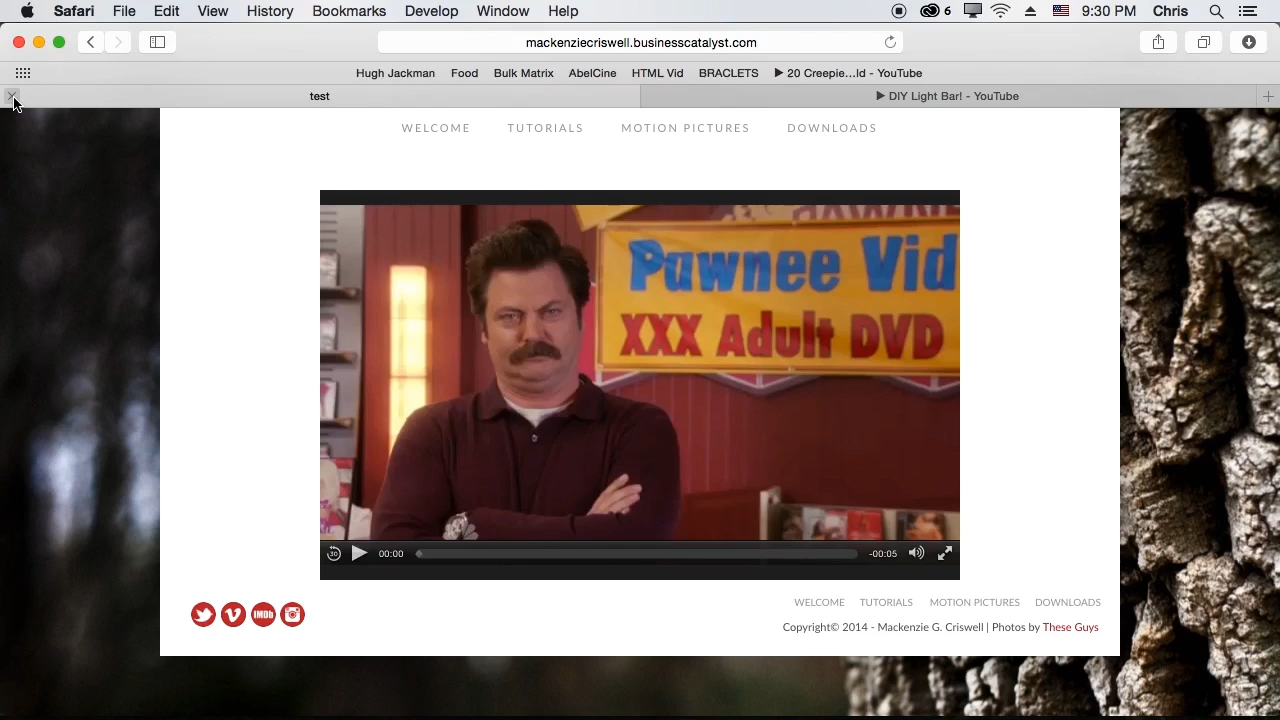 Safari File Edit View History Bookmarks Develop Window Help 6 9:30 PM Chris
mackenziecriswell.businesscatalyst.com
Hugh Jackman Food Bulk Matrix AbelCine HTML Vid BRACLETS ▶ 20 Creepie...ld - YouTube
test ▶ DIY Light Bar! - YouTube
WELCOME TUTORIALS MOTION PICTURES DOWNLOADS
Pawnee Vid
XXX Adult DVD
30 00:00 -00:05
WELCOME TUTORIALS MOTION PICTURES DOWNLOADS
IMDb
Copyright© 2014 - Mackenzie G. Criswell | Photos by These Guys